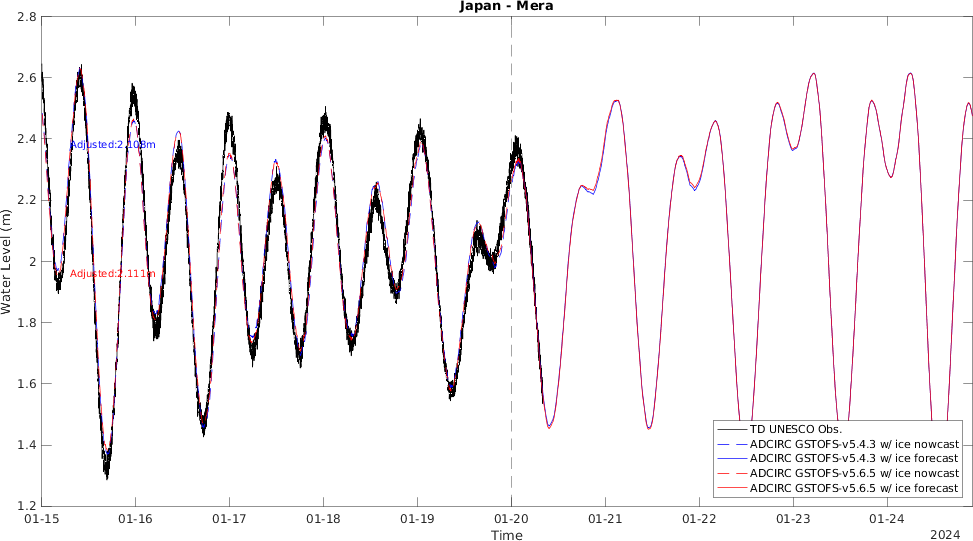 Japan - Mera
Water Level (m)
2.8
2.6
2.4
2.2
2
1.8
1.6
1.4
1.2
Adjusted:2.108m
Adjusted:2.111m
TD UNESCO Obs.
ADCIRC GSTOFS-v5.4.3 w/ ice nowcast
ADCIRC GSTOFS-v5.4.3 w/ ice forecast
ADCIRC GSTOFS-v5.6.5 w/ ice nowcast
ADCIRC GSTOFS-v5.6.5 w/ ice forecast
01-15 01-16 01-17 01-18 01-19 01-20 01-21 01-22 01-23 01-24
Time
2024